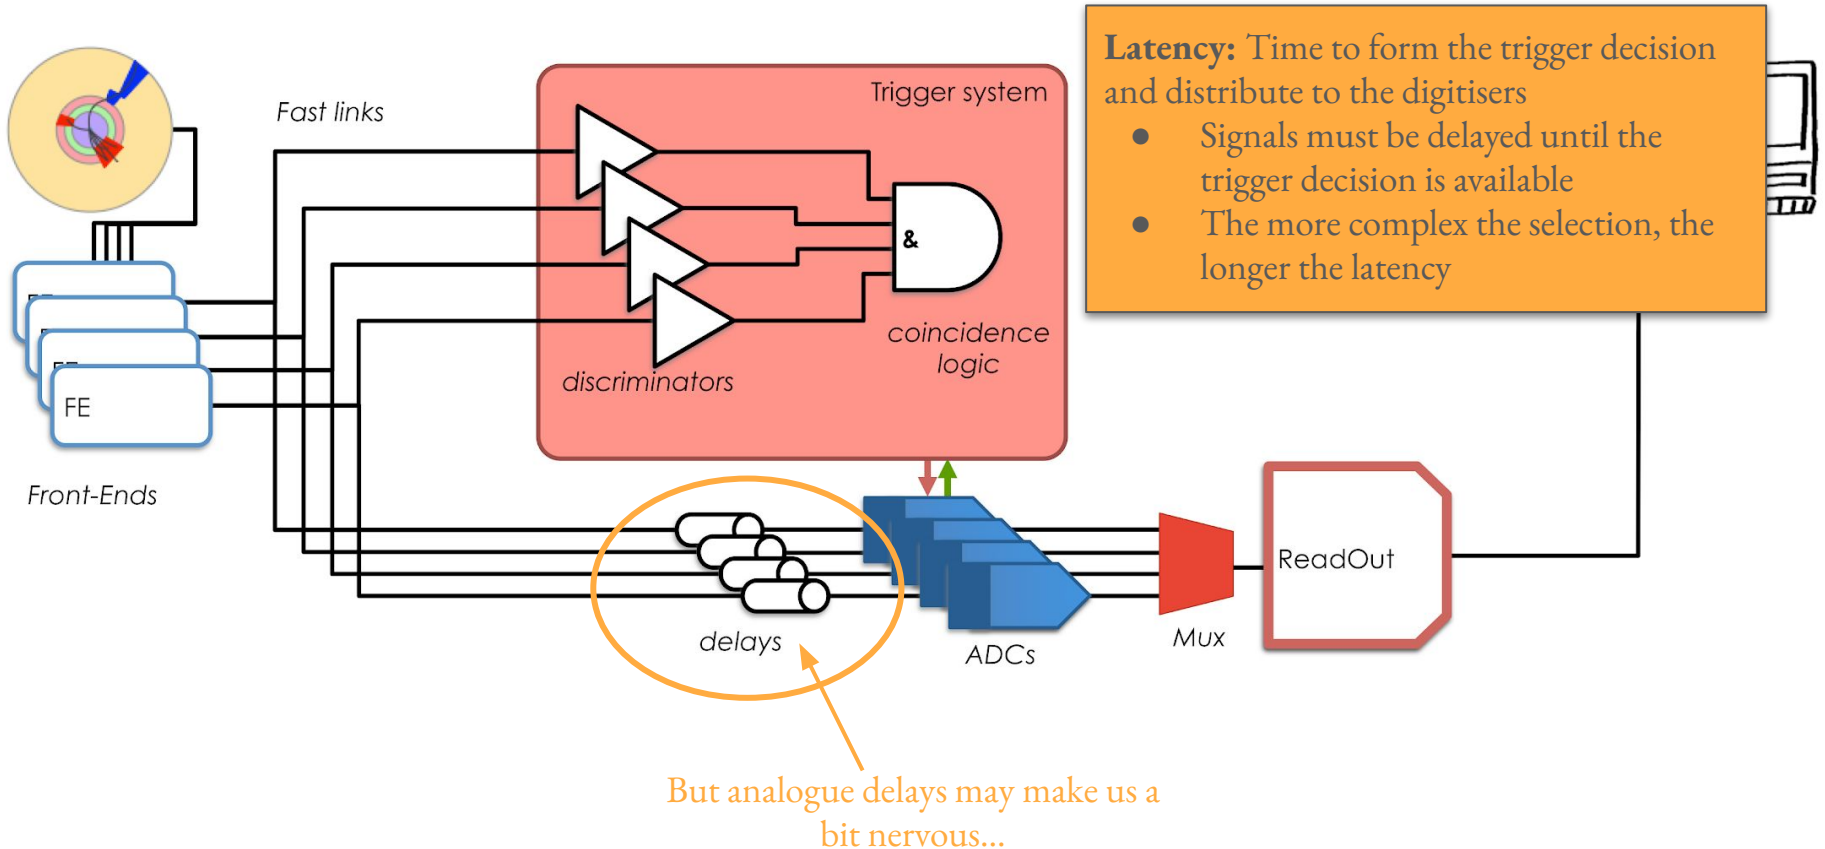 Latency: Time to form the trigger decision
and distribute to the digitisers
● Signals must be delayed until the
trigger decision is available
● The more complex the selection, the
longer the latency
Trigger system
Fast links
&
coincidence
logic
discriminators
FE
FE
Front-Ends
delays
ADCs
Mux
ReadOut
But analogue delays may make us a
bit nervous...